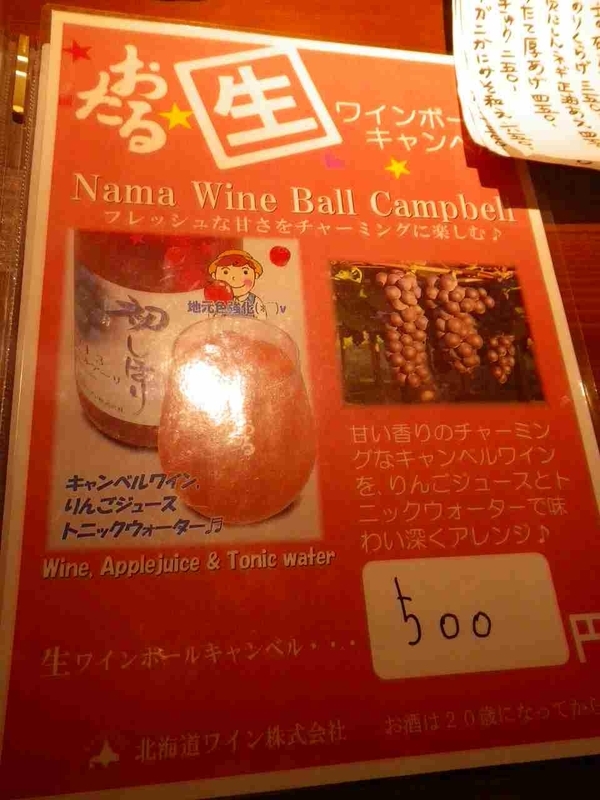 おたる
生
ワインボー
キャンベ
Nama Wine Ball Campbell
フレッシュな甘さをチャーミングに楽しむ♪
初しぼり
地元色強化(*^^)v
キャンベルワイン、
りんごジュース
トニックウォーター♬
Wine, Applejuice & Tonic water
甘い香りのチャーミン
グなキャンベルワイン
を、りんごジュースとト
ニックウォーターで味
わい深くアレンジ♪
500
円
生ワインボールキャンベル・・・
北海道ワイン株式会社
お酒は20歳になってから